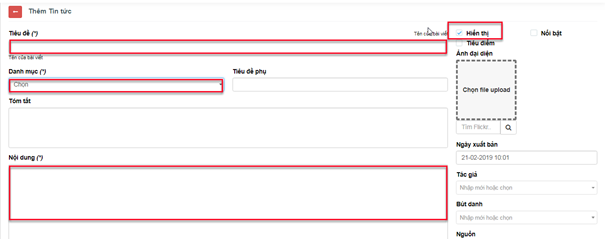 Thêm Tin tức
Tiêu đề (*)
Tên của bài viết
Hiển thị
Nổi bật
Tiêu điểm
Tên của bài viết
Ảnh đại diện
Danh mục (*)
Tiêu đề phụ
Chọn
Chọn file upload
Tóm tắt
Tìm Flickr..
Ngày xuất bản
Nội dung (*)
21-02-2019 10:01
Tác giả
Nhập mới hoặc chọn
Bút danh
Nhập mới hoặc chọn
Nguồn